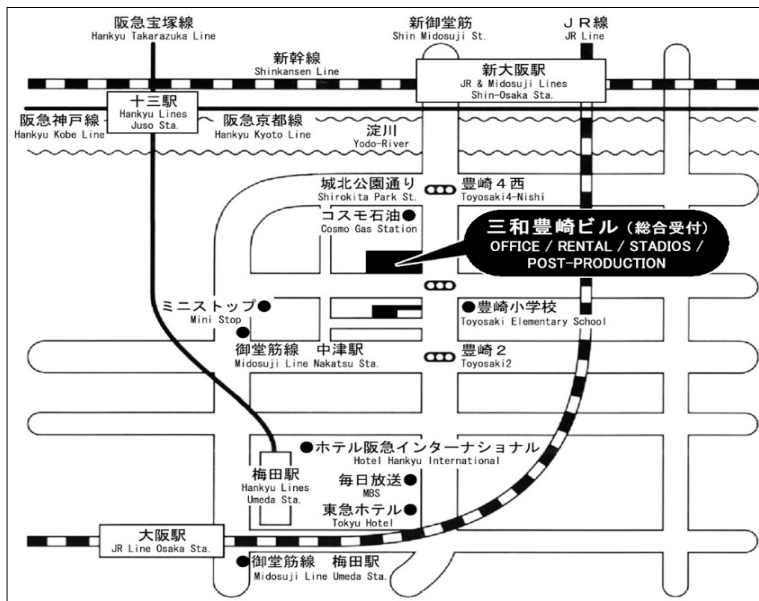 阪急宝塚線
Hankyu Takarazuka Line
新御堂筋
Shin Midosuji St.
ＪＲ線
JR Line
新幹線
Shinkansen Line
新大阪駅
JR & Midosuji Lines
Shin-Osaka Sta.
十三駅
Hankyu Lines
Juso Sta.
阪急神戸線
Hankyu Kobe Line
阪急京都線
Hankyu Kyoto Line
淀川
Yodo-River
城北公園通り
Shirokita Park St.
豊崎４西
Toyosaki4-Nishi
コスモ石油
Cosmo Gas Station
三和豊崎ビル（総合受付）
OFFICE / RENTAL / STADIOS /
POST-PRODUCTION
ミニストップ
Mini Stop
豊崎小学校
Toyosaki Elementary School
御堂筋線　中津駅
Midosuji Line Nakatsu Sta.
豊崎２
Toyosaki2
ホテル阪急インターナショナル
Hotel Hankyu International
梅田駅
Hankyu Lines
Umeda Sta.
毎日放送
MBS
東急ホテル
Tokyu Hotel
大阪駅
JR Line Osaka Sta.
御堂筋線　梅田駅
Midosuji Line Umeda Sta.